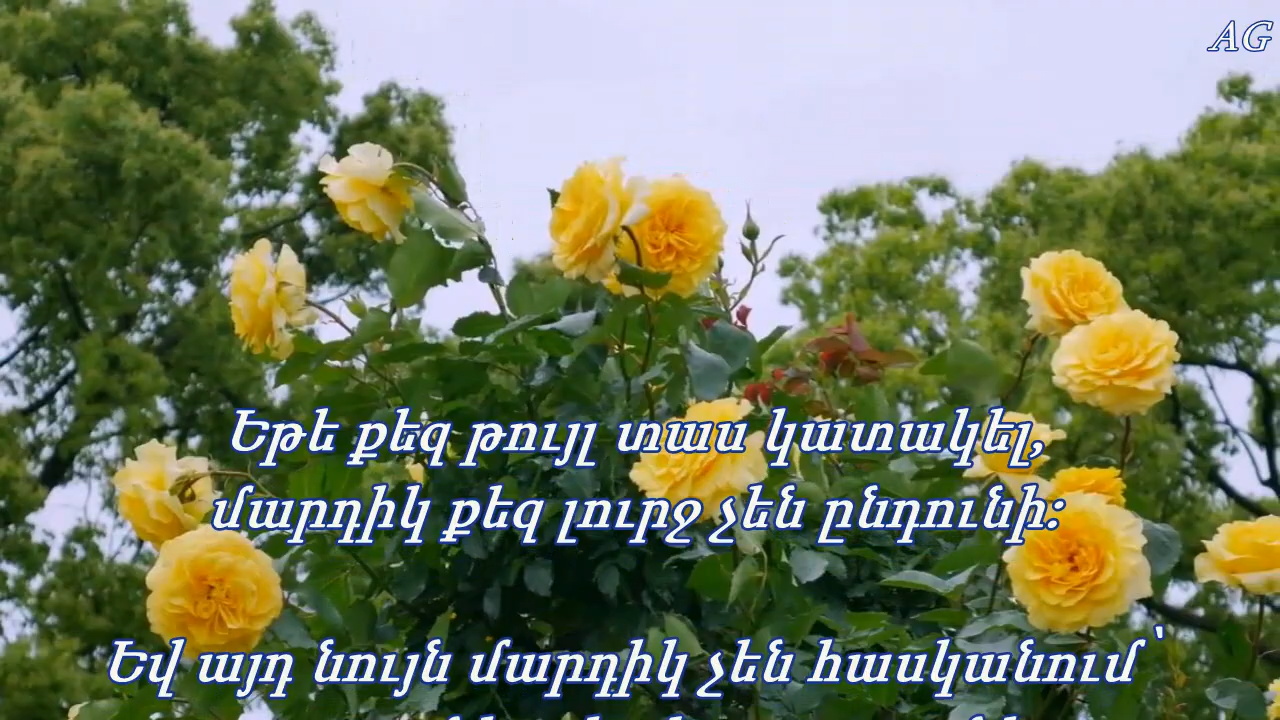 AG
Եթե քեզ թույլ տաս կատակել,
մարդիկ քեզ լուրջ չեն ընդունի:
Եվ այդ նույն մարդիկ չեն հասկանում՝